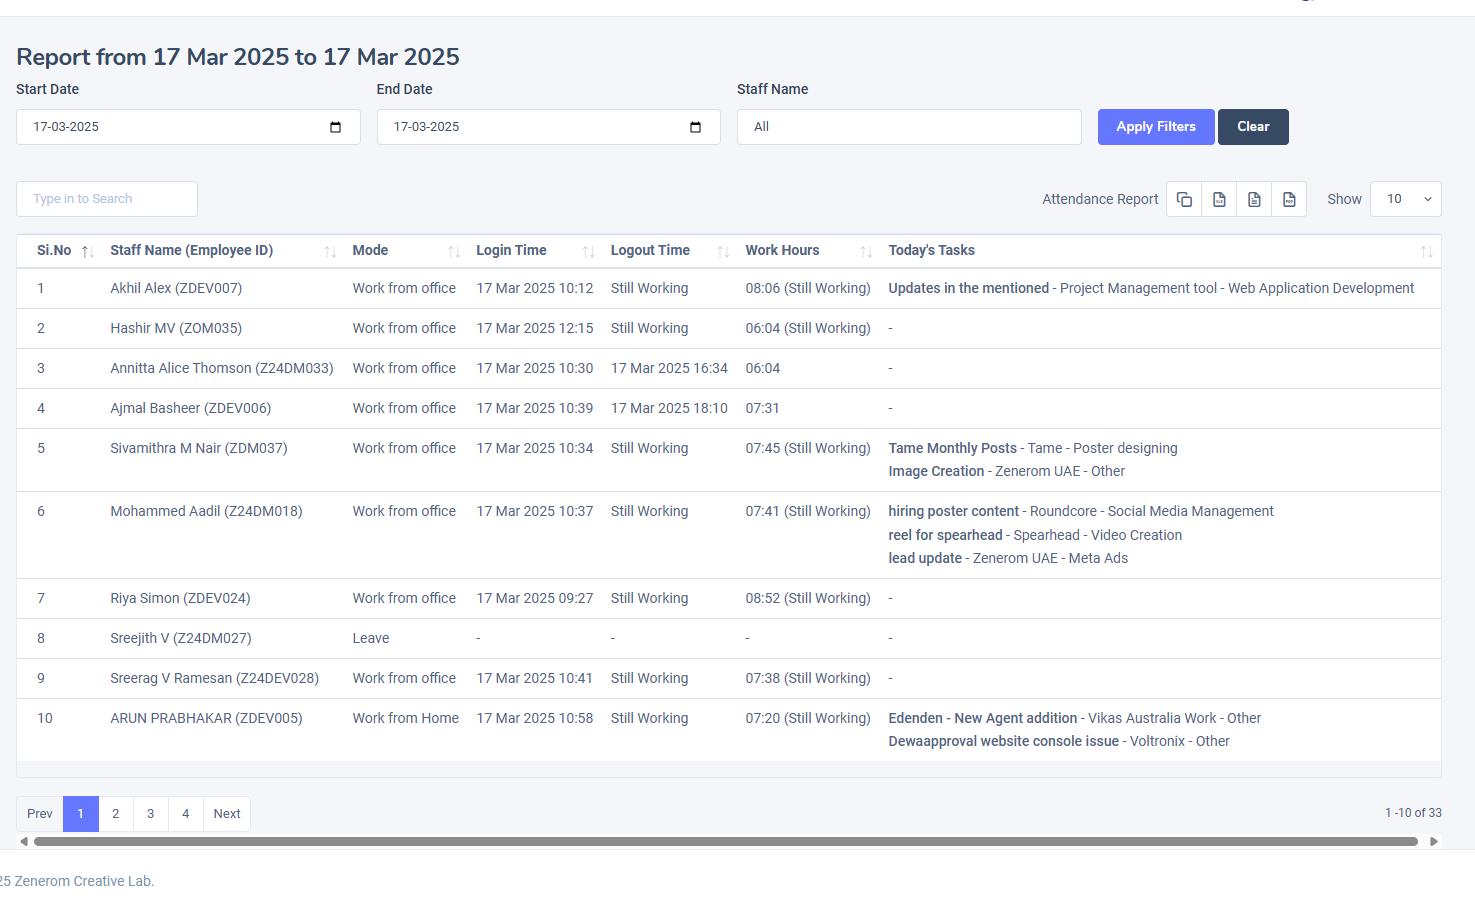 Report from 17 Mar 2025 to 17 Mar 2025
Start Date End Date Staff Name
17-03-2025 17-03-2025 All Apply Filters Clear
Type in to Search Attendance Report Show 10
Si.No Staff Name (Employee ID) Mode Login Time Logout Time Work Hours Today's Tasks
1 Akhil Alex (ZDEV007) Work from office 17 Mar 2025 10:12 Still Working 08:06 (Still Working) Updates in the mentioned - Project Management tool - Web Application Development
2 Hashir MV (ZOM035) Work from office 17 Mar 2025 12:15 Still Working 06:04 (Still Working) -
3 Annitta Alice Thomson (Z24DM033) Work from office 17 Mar 2025 10:30 17 Mar 2025 16:34 06:04 -
4 Ajmal Basheer (ZDEV006) Work from office 17 Mar 2025 10:39 17 Mar 2025 18:10 07:31 -
5 Sivamithra M Nair (ZDM037) Work from office 17 Mar 2025 10:34 Still Working 07:45 (Still Working) Tame Monthly Posts - Tame - Poster designing
Image Creation - Zenerom UAE - Other
6 Mohammed Aadil (Z24DM018) Work from office 17 Mar 2025 10:37 Still Working 07:41 (Still Working) hiring poster content - Roundcore - Social Media Management
reel for spearhead - Spearhead - Video Creation
lead update - Zenerom UAE - Meta Ads
7 Riya Simon (ZDEV024) Work from office 17 Mar 2025 09:27 Still Working 08:52 (Still Working) -
8 Sreejith V (Z24DM027) Leave - - - -
9 Sreerag V Ramesan (Z24DEV028) Work from office 17 Mar 2025 10:41 Still Working 07:38 (Still Working) -
10 ARUN PRABHAKAR (ZDEV005) Work from Home 17 Mar 2025 10:58 Still Working 07:20 (Still Working) Edenden - New Agent addition - Vikas Australia Work - Other
Dewaapproval website console issue - Voltronix - Other
Prev 1 2 3 4 Next 1 -10 of 33
25 Zenerom Creative Lab.